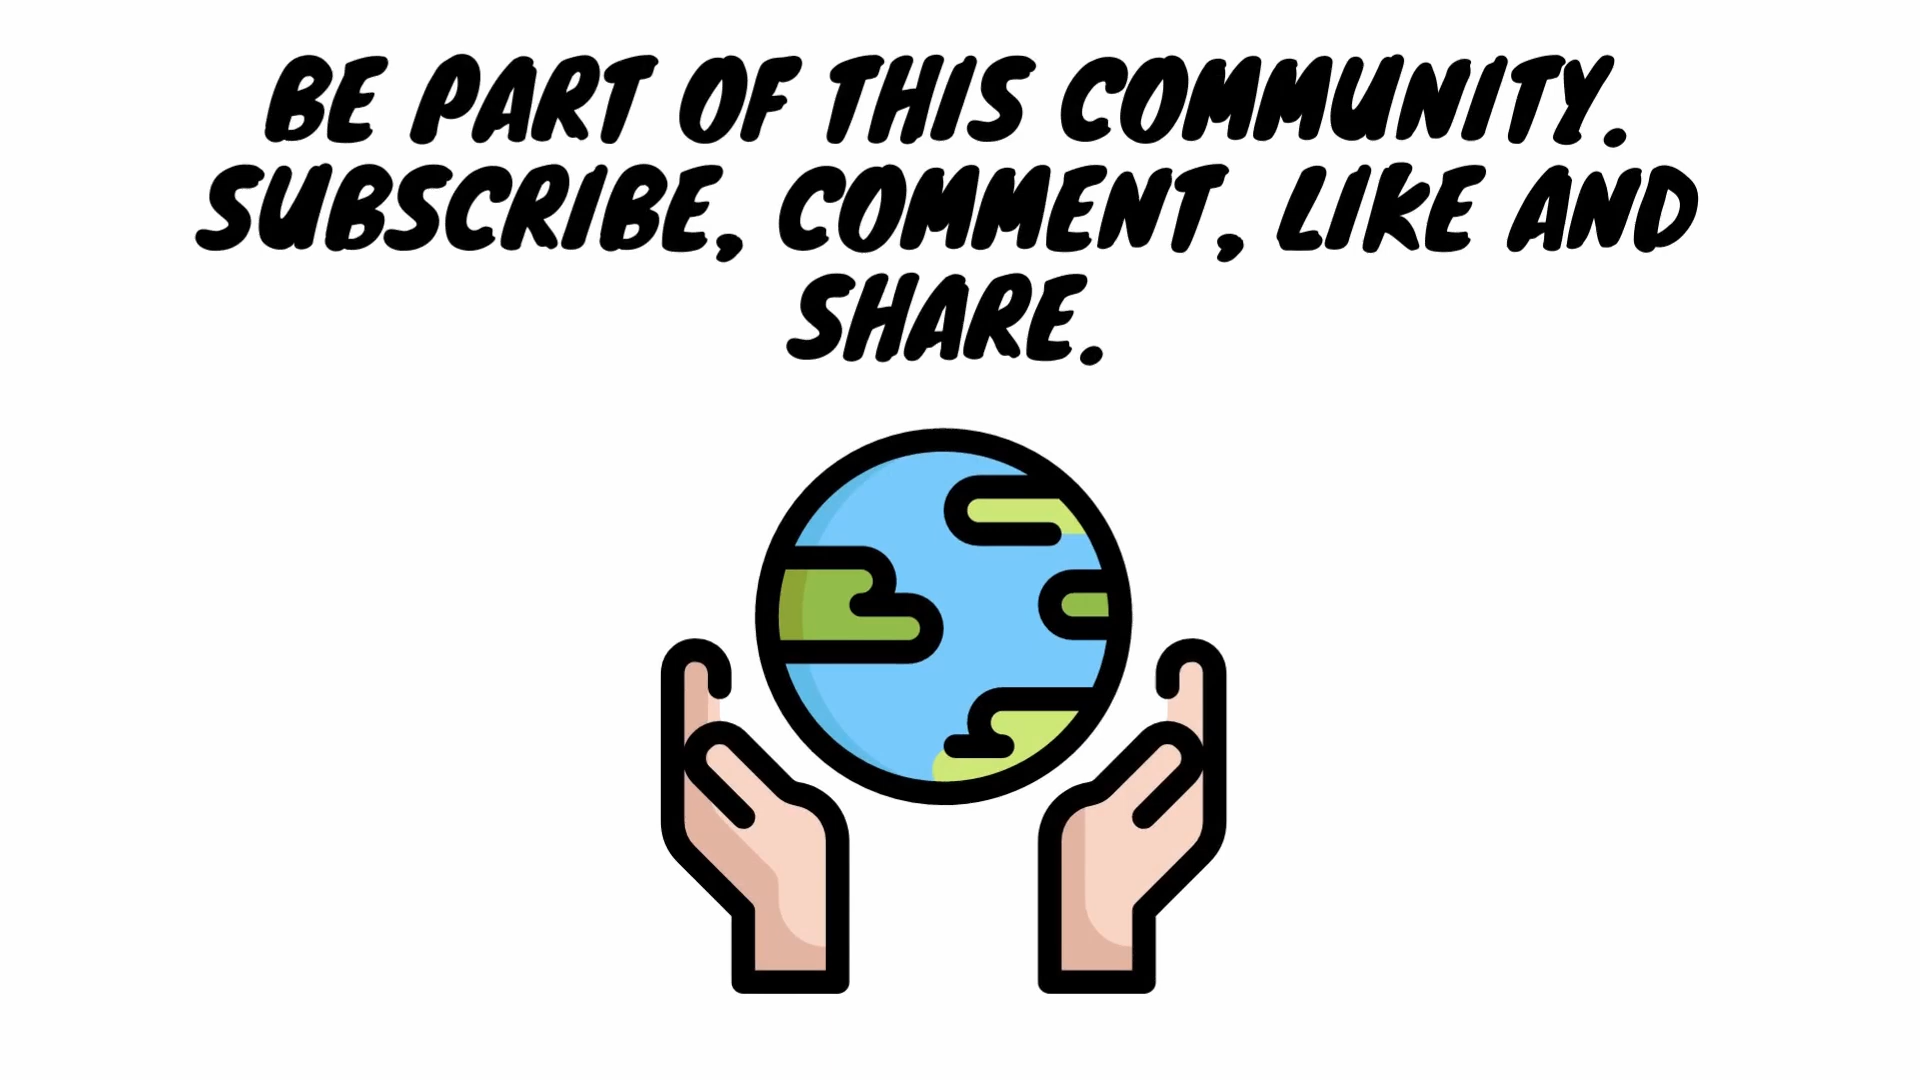 BE PART OF THIS COMMUNITY.
SUBSCRIBE, COMMENT, LIKE AND
SHARE.